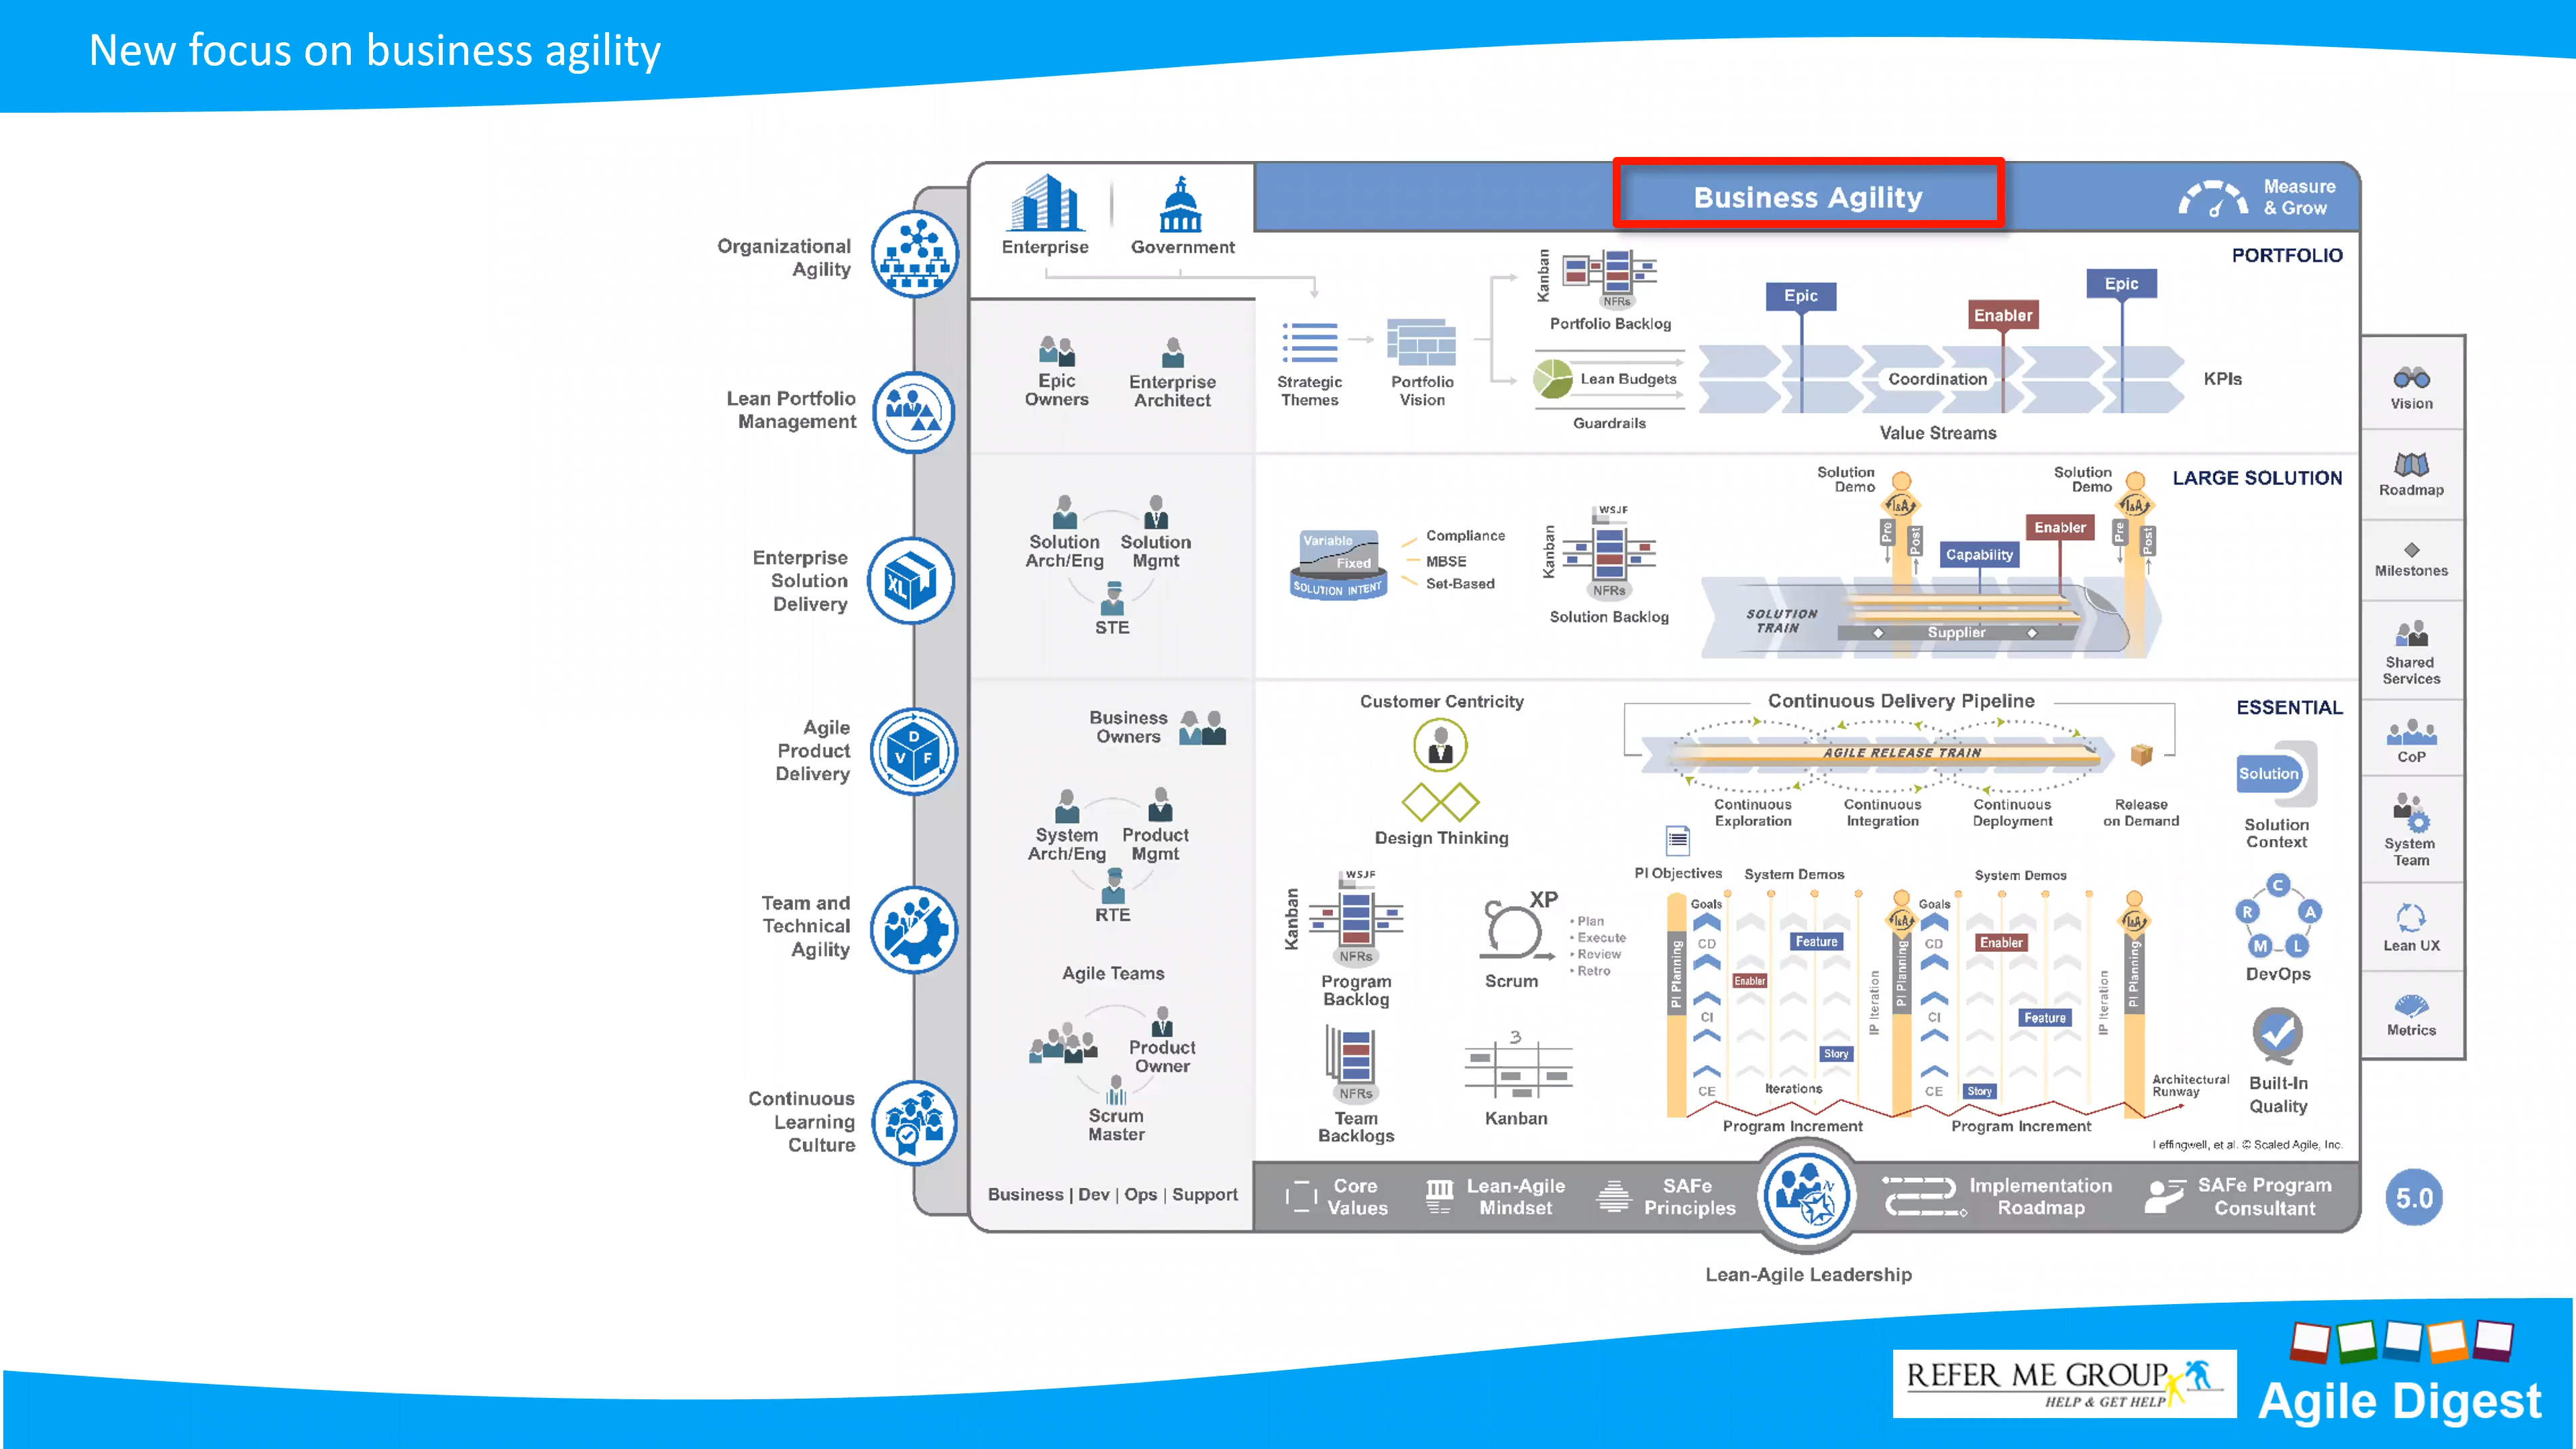 New focus on business agility
Business Agility
Measure
& Grow
Enterprise
Government
Organizational
Agility
Lean Portfolio
Management
Enterprise
Solution
Delivery
XL
Agile
Product
Delivery
D
V
F
Team and
Technical
Agility
Continuous
Learning
Culture
Epic
Owners
Enterprise
Architect
Solution
Arch/Eng
Solution
Mgmt
STE
Business
Owners
System
Arch/Eng
Product
Mgmt
RTE
Agile Teams
Product
Owner
Scrum
Master
Business | Dev | Ops | Support
PORTFOLIO
Strategic
Themes
Portfolio
Vision
Kanban
NFRs
Portfolio Backlog
Lean Budgets
Guardrails
Epic
Enabler
Epic
Coordination
KPIs
Value Streams
LARGE SOLUTION
Variable
Fixed
SOLUTION INTENT
Compliance
MBSE
Set-Based
Kanban
WSJF
NFRs
Solution Backlog
Solution
Demo
I&A
Pre
Post
Capability
Enabler
Solution
Demo
I&A
Pre
Post
SOLUTION
TRAIN
Supplier
ESSENTIAL
Customer Centricity
Design Thinking
Continuous Delivery Pipeline
AGILE RELEASE TRAIN
Continuous
Exploration
Continuous
Integration
Continuous
Deployment
Release
on Demand
Solution
Solution
Context
Kanban
WSJF
NFRs
Program
Backlog
XP
Scrum
• Plan
• Execute
• Review
• Retro
NFRs
Team
Backlogs
3
Kanban
PI Objectives
System Demos
System Demos
Goals
Goals
I&A
I&A
PI Planning
CD
CI
CE
Feature
Enabler
Story
Iterations
IP Iteration
PI Planning
CD
CI
CE
Enabler
Feature
Story
IP Iteration
PI Planning
Program Increment
Program Increment
Architectural
Runway
C
R
A
M
L
DevOps
Built-In
Quality
Leffingwell, et al. © Scaled Agile, Inc.
Vision
Roadmap
Milestones
Shared
Services
CoP
System
Team
Lean UX
Metrics
Core
Values
Lean-Agile
Mindset
SAFe
Principles
N
Implementation
Roadmap
SAFe Program
Consultant
5.0
Lean-Agile Leadership
REFER ME GROUP
HELP & GET HELP
Agile Digest